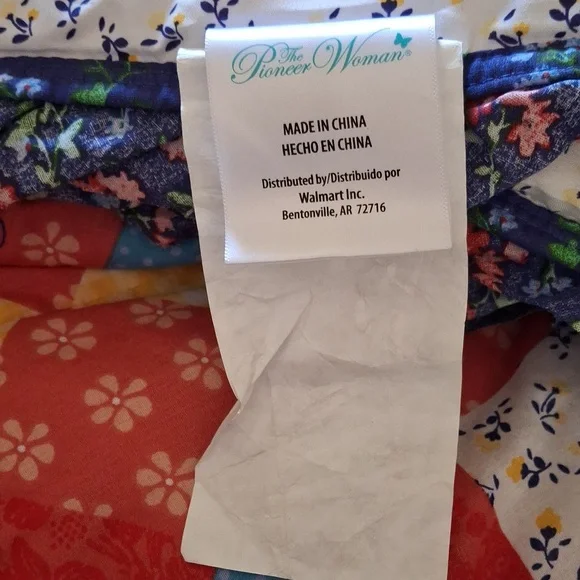 The
Pioneer Woman®
MADE IN CHINA
HECHO EN CHINA
Distributed by/Distribuido por
Walmart Inc.
Bentonville, AR 72716